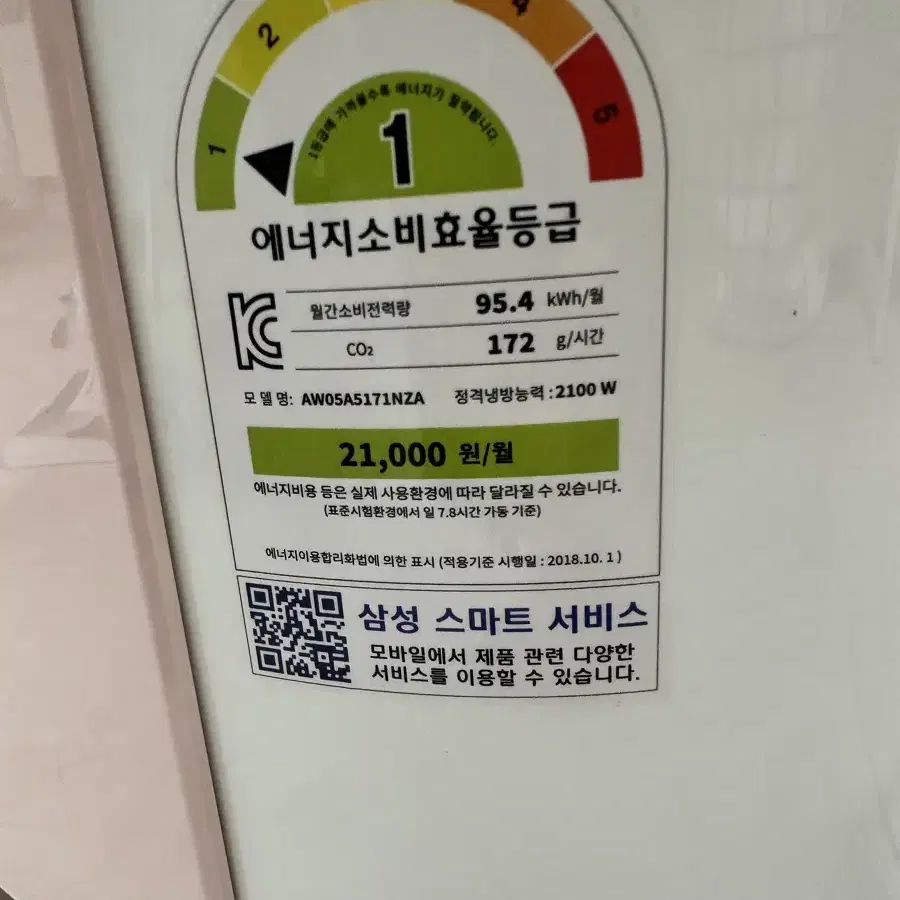 1 2 4 5
1등급에 가까울수록 에너지가 절약됩니다.
1
에너지소비효율등급
월간소비전력량 95.4 kWh/월
CO₂ 172 g/시간
모델명: AW05A5171NZA 정격냉방능력 : 2100 W
21,000 원/월
에너지비용 등은 실제 사용환경에 따라 달라질 수 있습니다.
(표준시험환경에서 일 7.8시간 가동 기준)
에너지이용합리화법에 의한 표시 (적용기준 시행일 : 2018.10. 1 )
삼성 스마트 서비스
모바일에서 제품 관련 다양한
서비스를 이용할 수 있습니다.